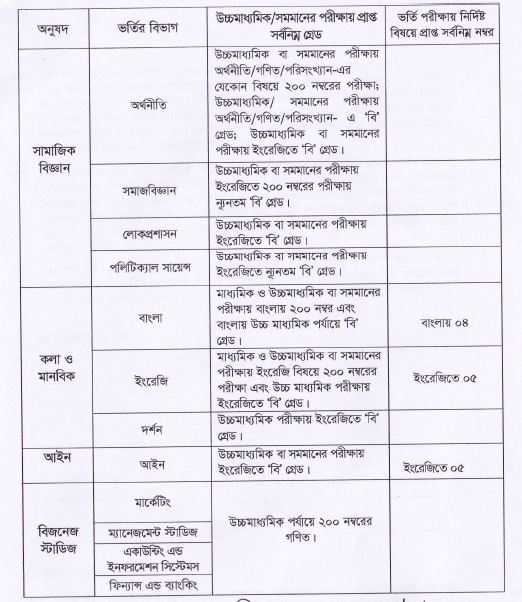 অনুষদ
ভর্তির বিভাগ
উচ্চমাধ্যমিক/সমমানের পরীক্ষায় প্রাপ্ত
সর্বনিম্ন গ্রেড
ভর্তি পরীক্ষায় নির্দিষ্ট
বিষয়ে প্রাপ্ত সর্বনিম্ন নম্বর
সামাজিক
বিজ্ঞান
অর্থনীতি
উচ্চমাধ্যমিক বা সমমানের পরীক্ষায়
অর্থনীতি/গণিত/পরিসংখ্যান-এর
যেকোন বিষয়ে ২০০ নম্বরের পরীক্ষা;
উচ্চমাধ্যমিক/ সমমানের পরীক্ষায়
অর্থনীতি/গণিত/পরিসংখ্যান- এ ‘বি’
গ্রেড; উচ্চমাধ্যমিক বা সমমানের
পরীক্ষায় ইংরেজিতে ‘বি’ গ্রেড।
সমাজবিজ্ঞান
উচ্চমাধ্যমিক বা সমমানের পরীক্ষায়
ইংরেজিতে ২০০ নম্বরের পরীক্ষায়
ন্যূনতম ‘বি’ গ্রেড।
লোকপ্রশাসন
উচ্চমাধ্যমিক বা সমমানের পরীক্ষায়
ইংরেজিতে ‘বি’ গ্রেড।
পলিটিক্যাল সায়েন্স
উচ্চমাধ্যমিক বা সমমানের পরীক্ষায়
ইংরেজিতে ন্যূনতম ‘বি’ গ্রেড।
কলা ও
মানবিক
বাংলা
মাধ্যমিক ও উচ্চমাধ্যমিক বা সমমানের
পরীক্ষায় বাংলায় ২০০ নম্বর এবং
বাংলায় উচ্চ মাধ্যমিক পর্যায়ে ‘বি’
গ্রেড।
বাংলায় ০৪
ইংরেজি
মাধ্যমিক ও উচ্চমাধ্যমিক বা সমমানের
পরীক্ষায় ইংরেজি বিষয়ে ২০০ নম্বরের
পরীক্ষা এবং উচ্চ মাধ্যমিক পরীক্ষায়
ইংরেজিতে ‘বি’ গ্রেড।
ইংরেজিতে ০৫
দর্শন
উচ্চমাধ্যমিক পরীক্ষায় ইংরেজিতে ‘বি’
গ্রেড।
আইন
আইন
উচ্চমাধ্যমিক বা সমমানের পরীক্ষায়
ইংরেজিতে ‘বি’ গ্রেড।
ইংরেজিতে ০৫
বিজনেজ
স্টাডিজ
মার্কেটিং
ম্যানেজমেন্ট স্টাডিজ
একাউন্টিং এন্ড
ইনফরমেশন সিস্টেমস
ফিন্যান্স এন্ড ব্যাংকিং
উচ্চমাধ্যমিক পর্যায়ে ২০০ নম্বরের
গণিত।